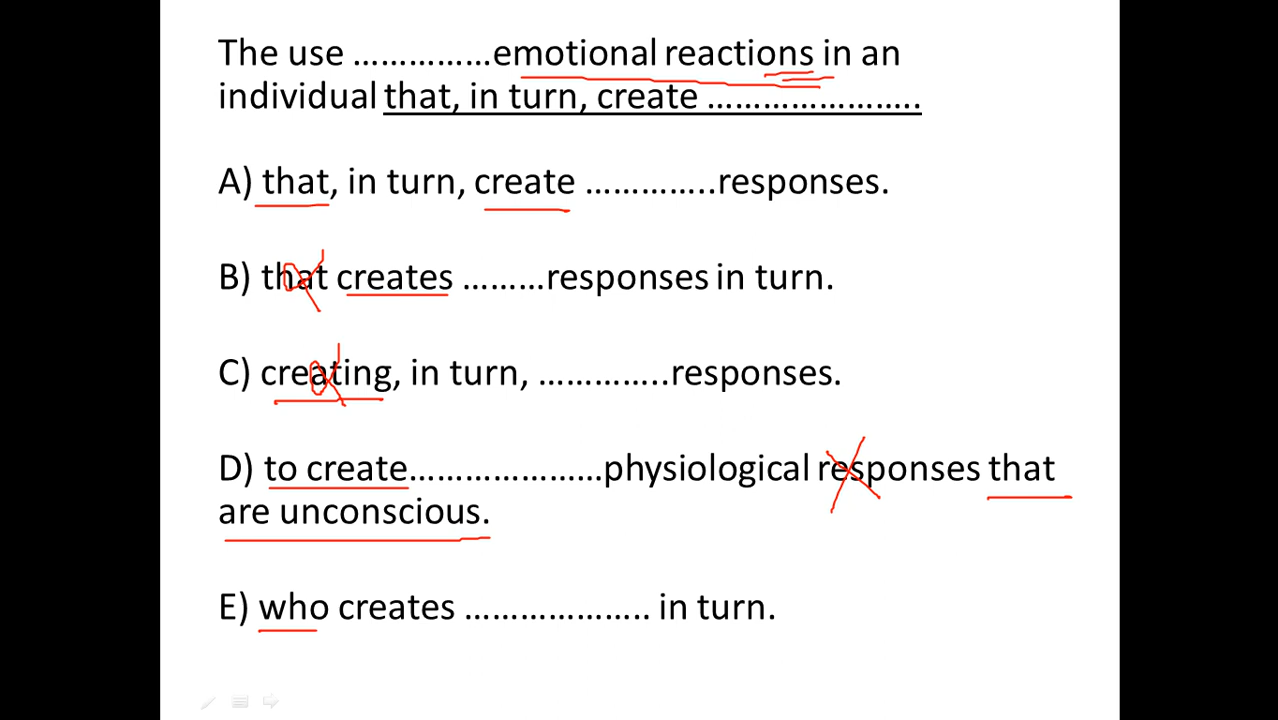 The use ……………emotional reactions in an
individual that, in turn, create …………………..
A) that, in turn, create …………..responses.
B) that creates ………responses in turn.
C) creating, in turn, …………..responses.
D) to create…………………physiological responses that
are unconscious.
E) who creates ……………….. in turn.